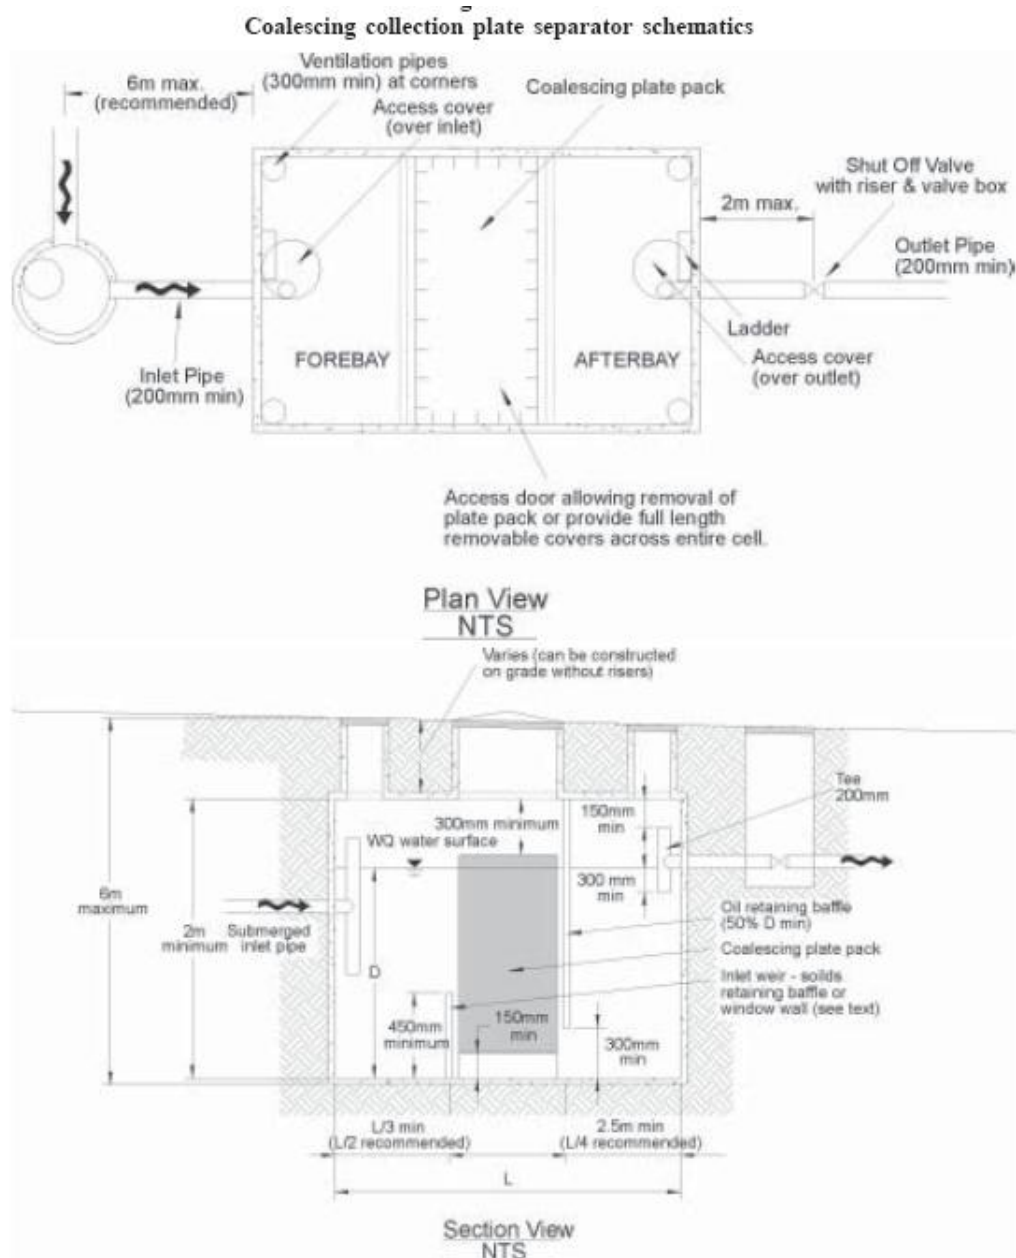 Coalescing collection plate separator schematics
6m max.
(recommended)
Ventilation pipes
(300mm min) at corners
Access cover
(over inlet)
Coalescing plate pack
Shut Off Valve
with riser & valve box
2m max.
Outlet Pipe
(200mm min)
Inlet Pipe
(200mm min)
FOREBAY
AFTERBAY
Ladder
Access cover
(over outlet)
Access door allowing removal of
plate pack or provide full length
removable covers across entire cell.
Plan View
NTS
Varies (can be constructed
on grade without risers)
Tee
200mm
150mm
min
300mm minimum
WQ water surface
300 mm
min
6m
maximum
2m
minimum
Submerged
inlet pipe
Oil retaining baffle
(50% D min)
Coalescing plate pack
D
Inlet weir - soilds
retaining baffle or
window wall (see text)
450mm
minimum
150mm
min
300mm
min
L/3 min
(L/2 recommended)
2.5m min
(L/4 recommended)
L
Section View
NTS